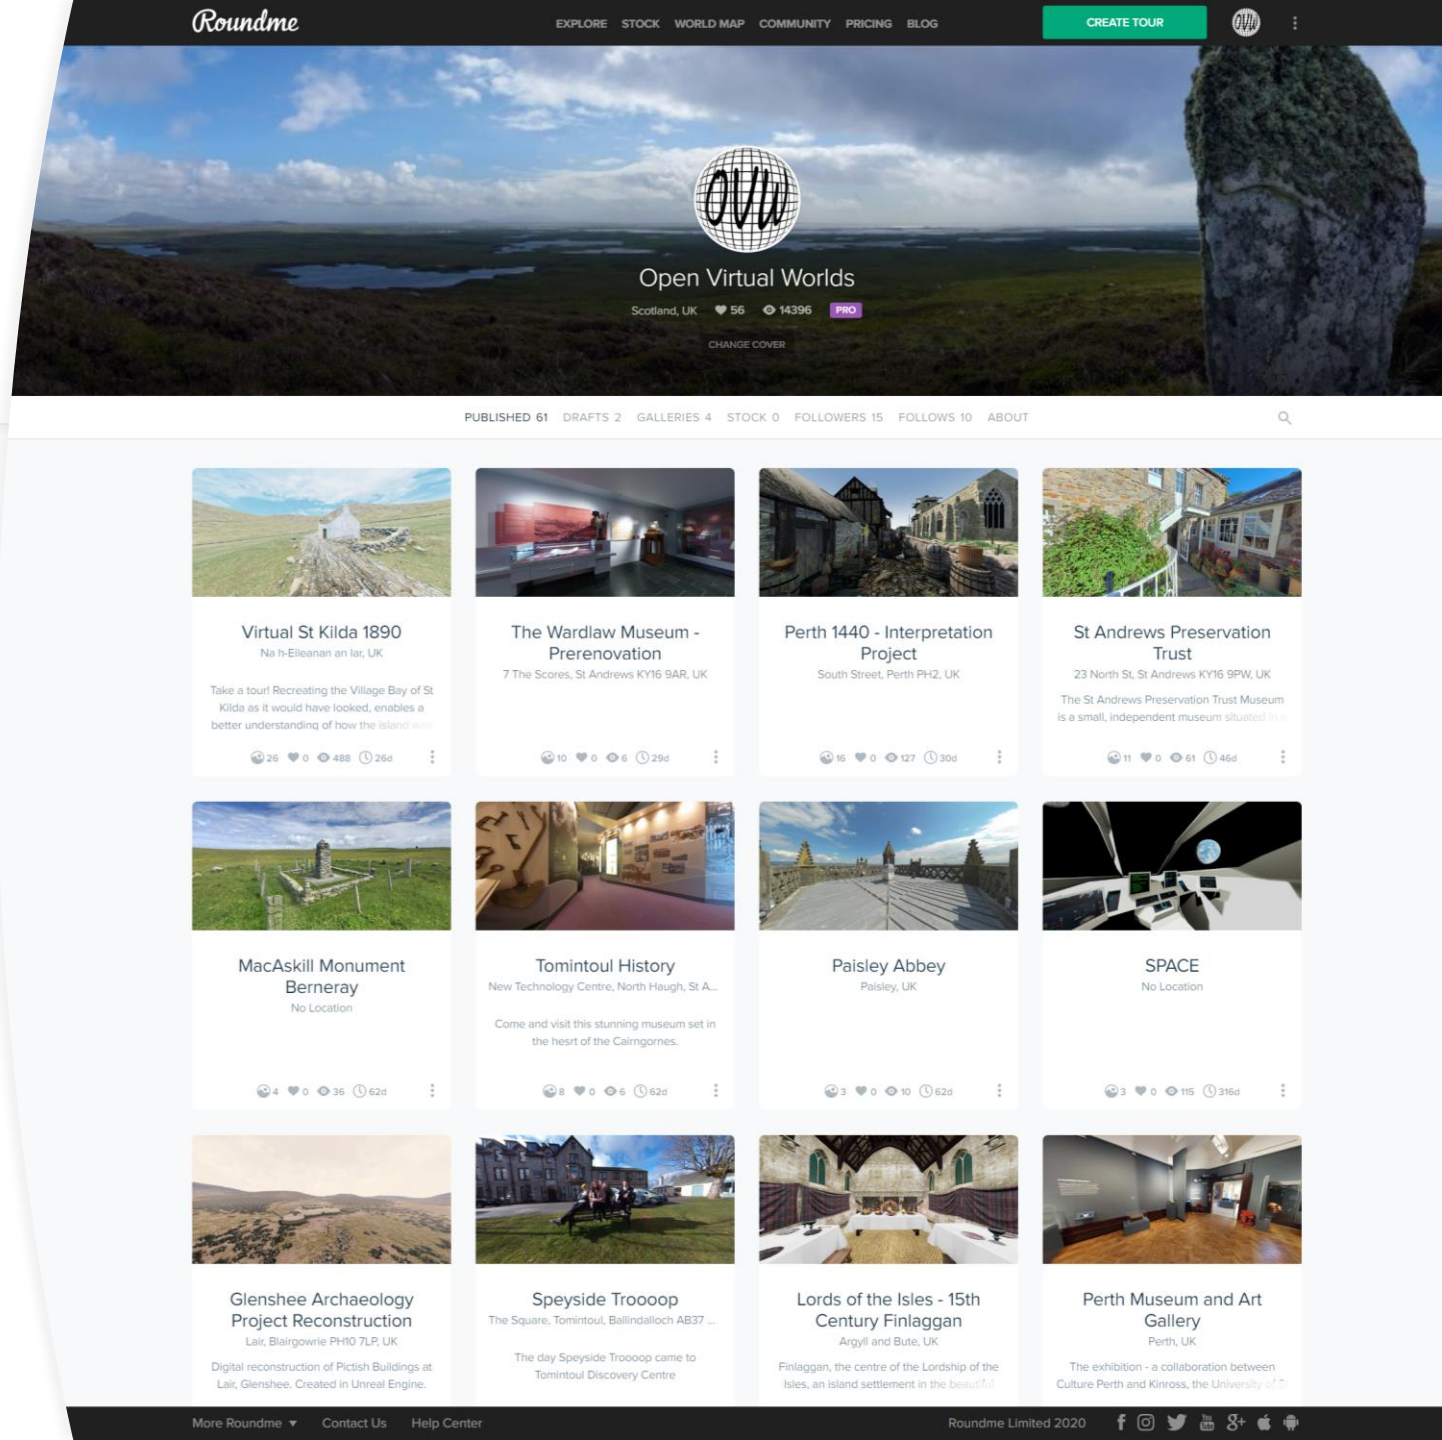 Roundme
EXPLORE STOCK WORLD MAP COMMUNITY PRICING BLOG
CREATE TOUR
OVW
OVW
Open Virtual Worlds
Scotland, UK 56 14396 PRO
CHANGE COVER
PUBLISHED 61 DRAFTS 2 GALLERIES 4 STOCK 0 FOLLOWERS 15 FOLLOWS 10 ABOUT
Virtual St Kilda 1890
Na h-Eileanan an Iar, UK
Take a tour! Recreating the Village Bay of St
Kilda as it would have looked, enables a
better understanding of how the island was
26 0 488 26d
The Wardlaw Museum -
Prerenovation
7 The Scores, St Andrews KY16 9AR, UK
10 0 6 29d
Perth 1440 - Interpretation
Project
South Street, Perth PH2, UK
16 0 127 30d
St Andrews Preservation
Trust
23 North St, St Andrews KY16 9PW, UK
The St Andrews Preservation Trust Museum
is a small, independent museum situated in
11 0 61 46d
MacAskill Monument
Berneray
No Location
4 0 36 62d
Tomintoul History
New Technology Centre, North Haugh, St A...
Come and visit this stunning museum set in
the hesrt of the Cairngornes.
8 0 6 62d
Paisley Abbey
Paisley, UK
3 0 10 62d
SPACE
No Location
3 0 115 316d
Glenshee Archaeology
Project Reconstruction
Lair, Blairgowrie PH10 7LP, UK
Digital reconstruction of Pictish Buildings at
Lair, Glenshee. Created in Unreal Engine.
Speyside Troooop
The Square, Tomintoul, Ballindalloch AB37 ...
The day Speyside Troooop came to
Tomintoul Discovery Centre
Lords of the Isles - 15th
Century Finlaggan
Argyll and Bute, UK
Finlaggan, the centre of the Lordship of the
Isles, an island settlement in the beautiful
Perth Museum and Art
Gallery
Perth, UK
The exhibition - a collaboration between
Culture Perth and Kinross, the University of
More Roundme ▼ Contact Us Help Center
Roundme Limited 2020